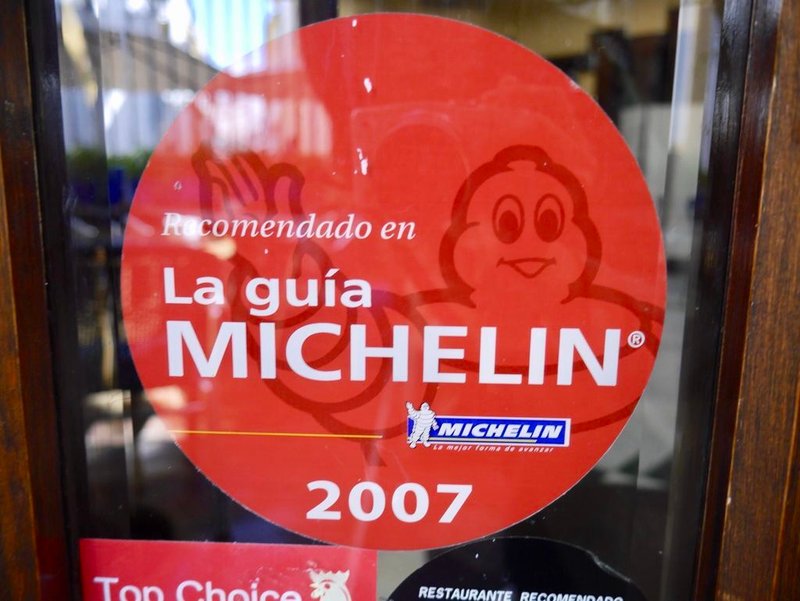 Recomendado en
La guía
MICHELIN®
MICHELIN
La mejor forma de avanzar
2007
Top Choice
RESTAURANTE RECOMENDADO